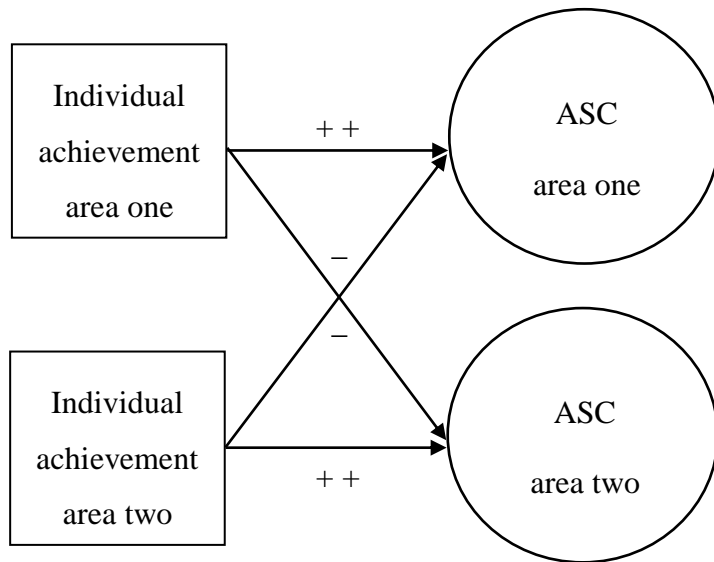 Individual
achievement
area one
+ +
ASC
area one
–
–
Individual
achievement
area two
+ +
ASC
area two